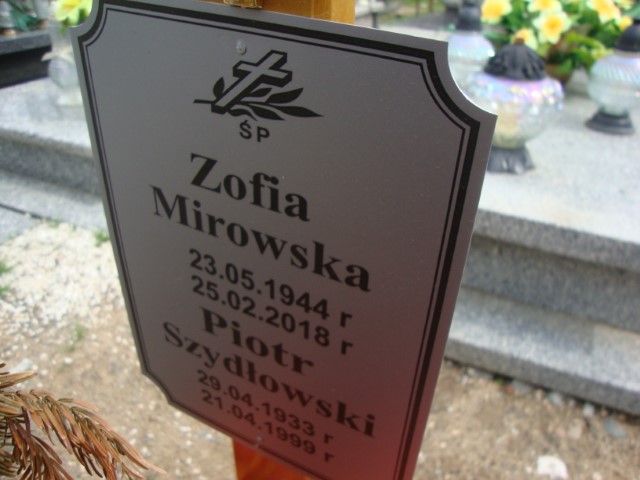 ŚP
Zofia
Mirowska
23.05.1944 r
25.02.2018 r
Piotr
Szydłowski
29.04.1933 r
21.04.1999 r